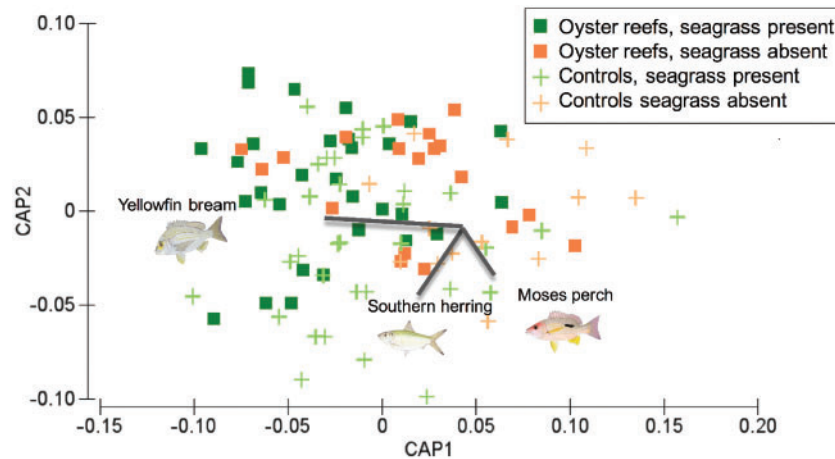 Oyster reefs, seagrass present
Oyster reefs, seagrass absent
Controls, seagrass present
Controls seagrass absent
0.10
0.05
0
-0.05
-0.10
CAP2
Yellowfin bream
Southern herring
Moses perch
-0.15
-0.10
-0.05
0
0.05
0.10
0.15
0.20
CAP1